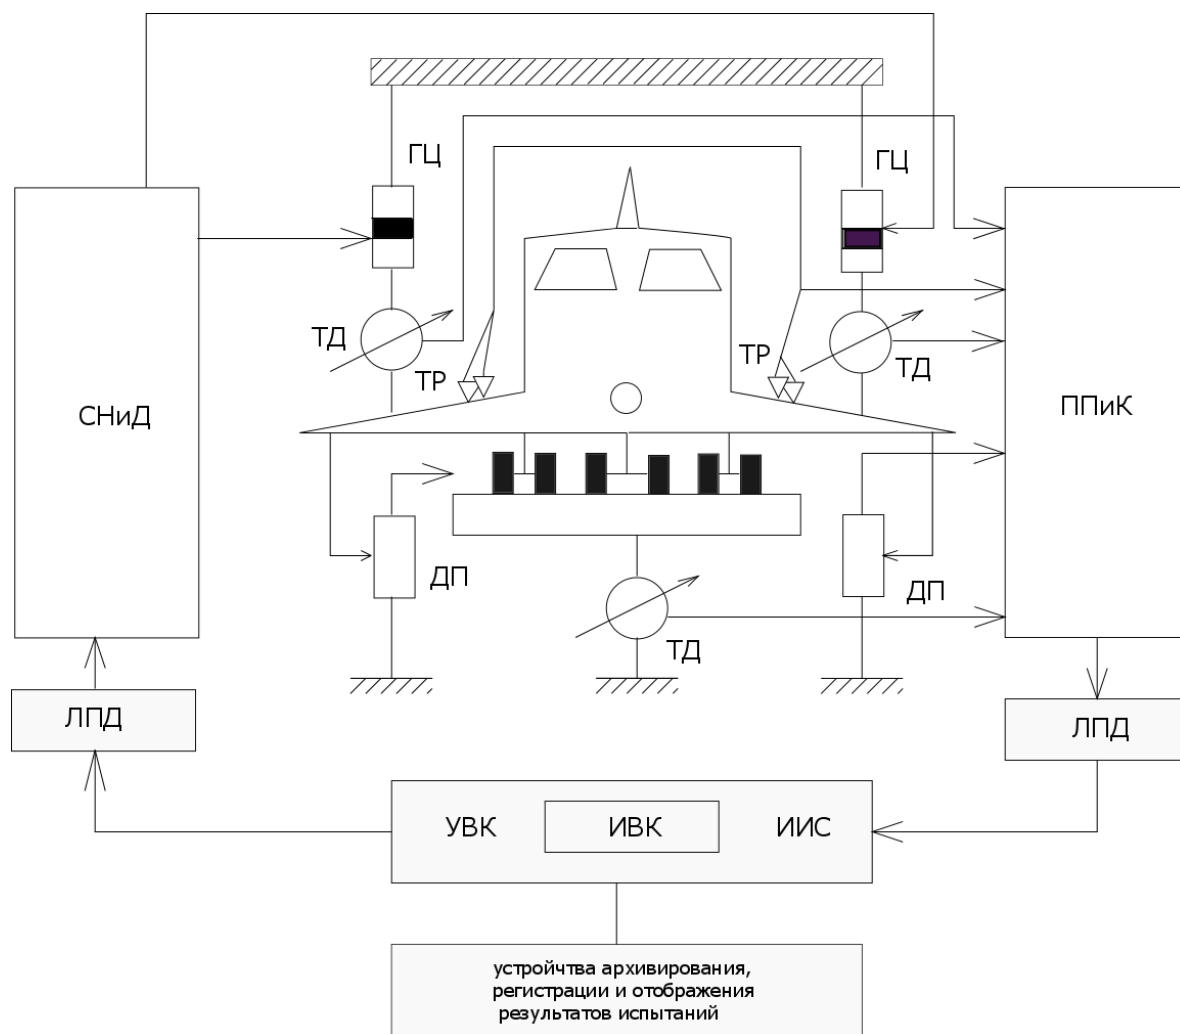 ГЦ
ГЦ
ТД
ТР
ТР
ТД
СНиД
ППиК
ДП
ДП
ТД
ЛПД
ЛПД
УВК
ИВК
ИИС
устройчтва архивирования,
регистрации и отображения
результатов испытаний